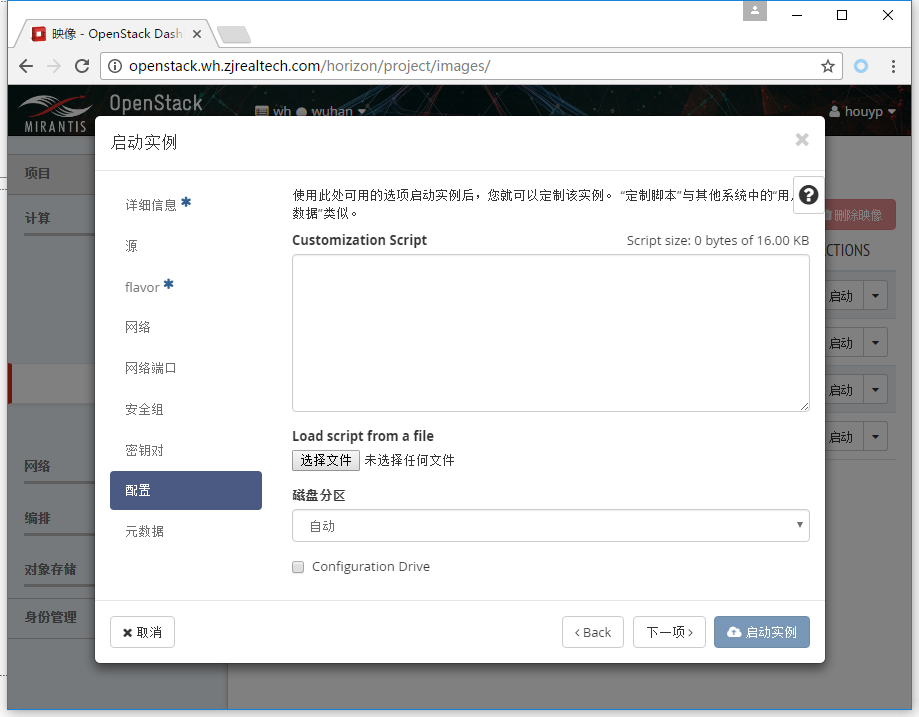 映像 - OpenStack Dash
openstack.wh.zjrealtech.com/horizon/project/images/
MIRANTIS
OpenStack
wh
wuhan
houyp
项目
计算
网络
编排
对象存储
身份管理
删除映像
CTIONS
启动
启动
启动
启动
启动实例
详细信息
源
flavor
网络
网络端口
安全组
密钥对
配置
元数据
使用此处可用的选项启动实例后，您就可以定制该实例。 “定制脚本”与其他系统中的“用
数据”类似。
Customization Script
Script size: 0 bytes of 16.00 KB
Load script from a file
选择文件 未选择任何文件
磁盘分区
自动
Configuration Drive
取消
Back
下一项
启动实例